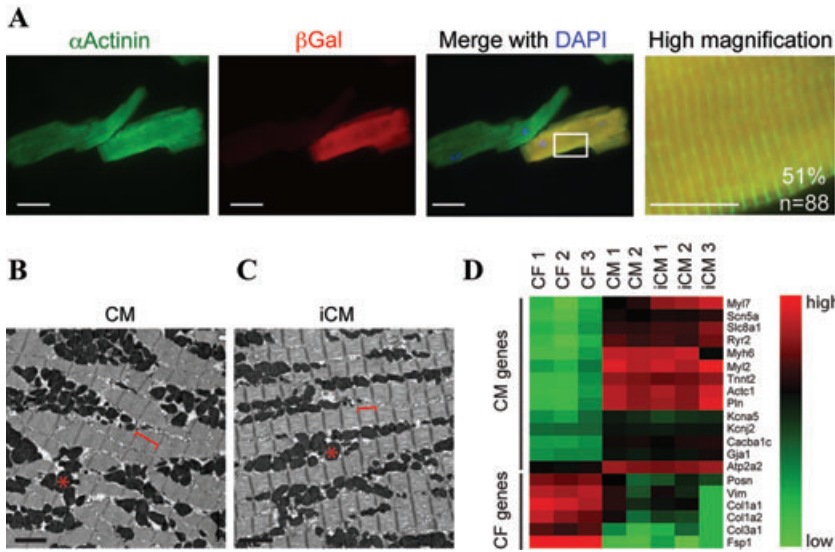 A
αActinin
βGal
Merge with DAPI
High magnification
51%
n=88
B
C
D
CM
iCM
CF 1
CF 2
CF 3
CM 1
CM 2
iCM 1
iCM 2
iCM 3
CM genes
CF genes
Myl7
Scn5a
Slc8a1
Ryr2
Myh6
Myl2
Tnnt2
Actc1
Pln
Kcna5
Kcnj2
Cacba1c
Gja1
Atp2a2
Posn
Vim
Col1a1
Col1a2
Col3a1
Fsp1
high
low
*
*